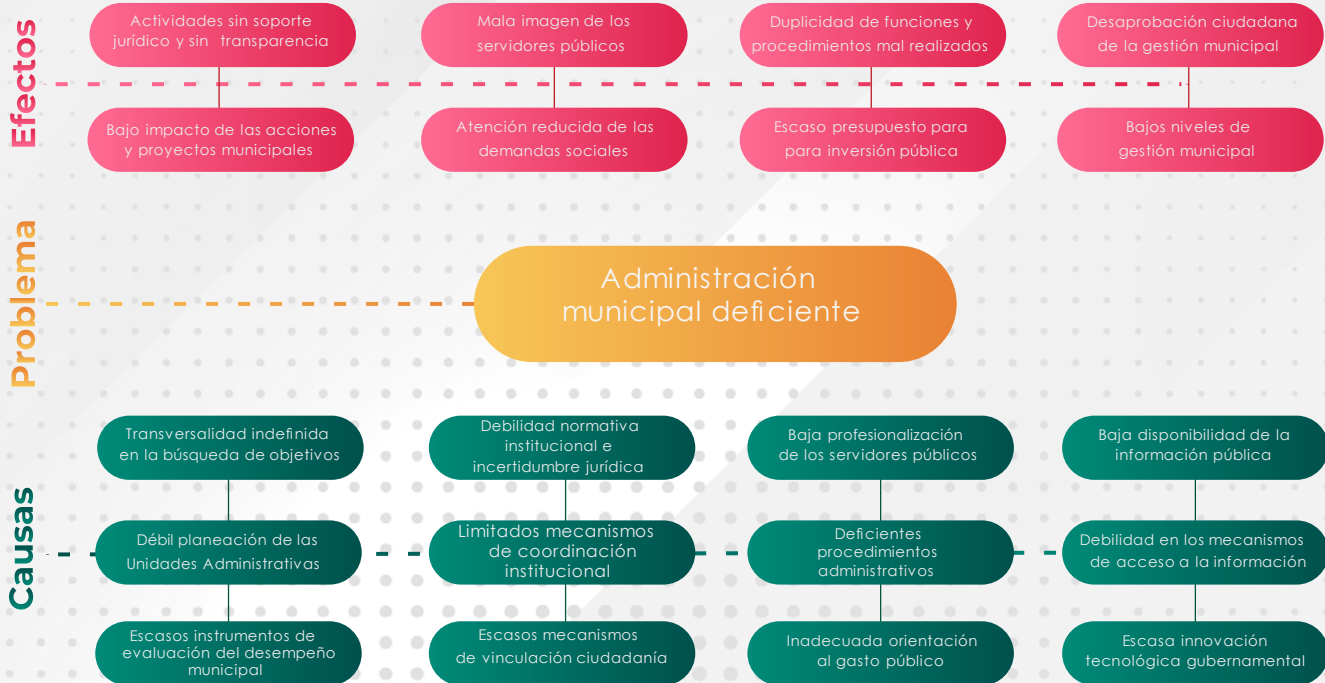 Efectos
Actividades sin soporte
jurídico y sin transparencia
Mala imagen de los
servidores públicos
Duplicidad de funciones y
procedimientos mal realizados
Desaprobación ciudadana
de la gestión municipal
Bajo impacto de las acciones
y proyectos municipales
Atención reducida de las
demandas sociales
Escaso presupuesto para
para inversión pública
Bajos niveles de
gestión municipal
Problema
Administración
municipal deficiente
Causas
Transversalidad indefinida
en la búsqueda de objetivos
Debilidad normativa
institucional e
incertidumbre jurídica
Baja profesionalización
de los servidores públicos
Baja disponibilidad de la
información pública
Débil planeación de las
Unidades Administrativas
Limitados mecanismos
de coordinación
institucional
Deficientes
procedimientos
administrativos
Debilidad en los mecanismos
de acceso a la información
Escasos instrumentos de
evaluación del desempeño
municipal
Escasos mecanismos
de vinculación ciudadanía
Inadecuada orientación
al gasto público
Escasa innovación
tecnológica gubernamental